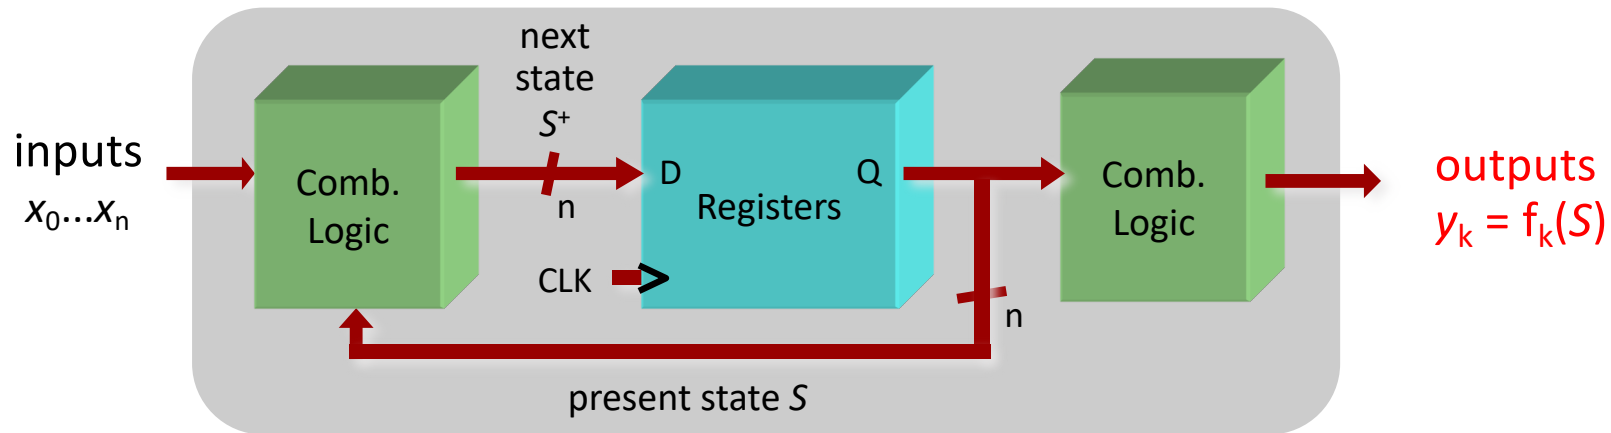 inputs
x₀...xₙ
Comb.
Logic
next
state
S⁺
n
D
Q
Registers
CLK
n
present state S
Comb.
Logic
outputs
yₖ = fₖ(S)